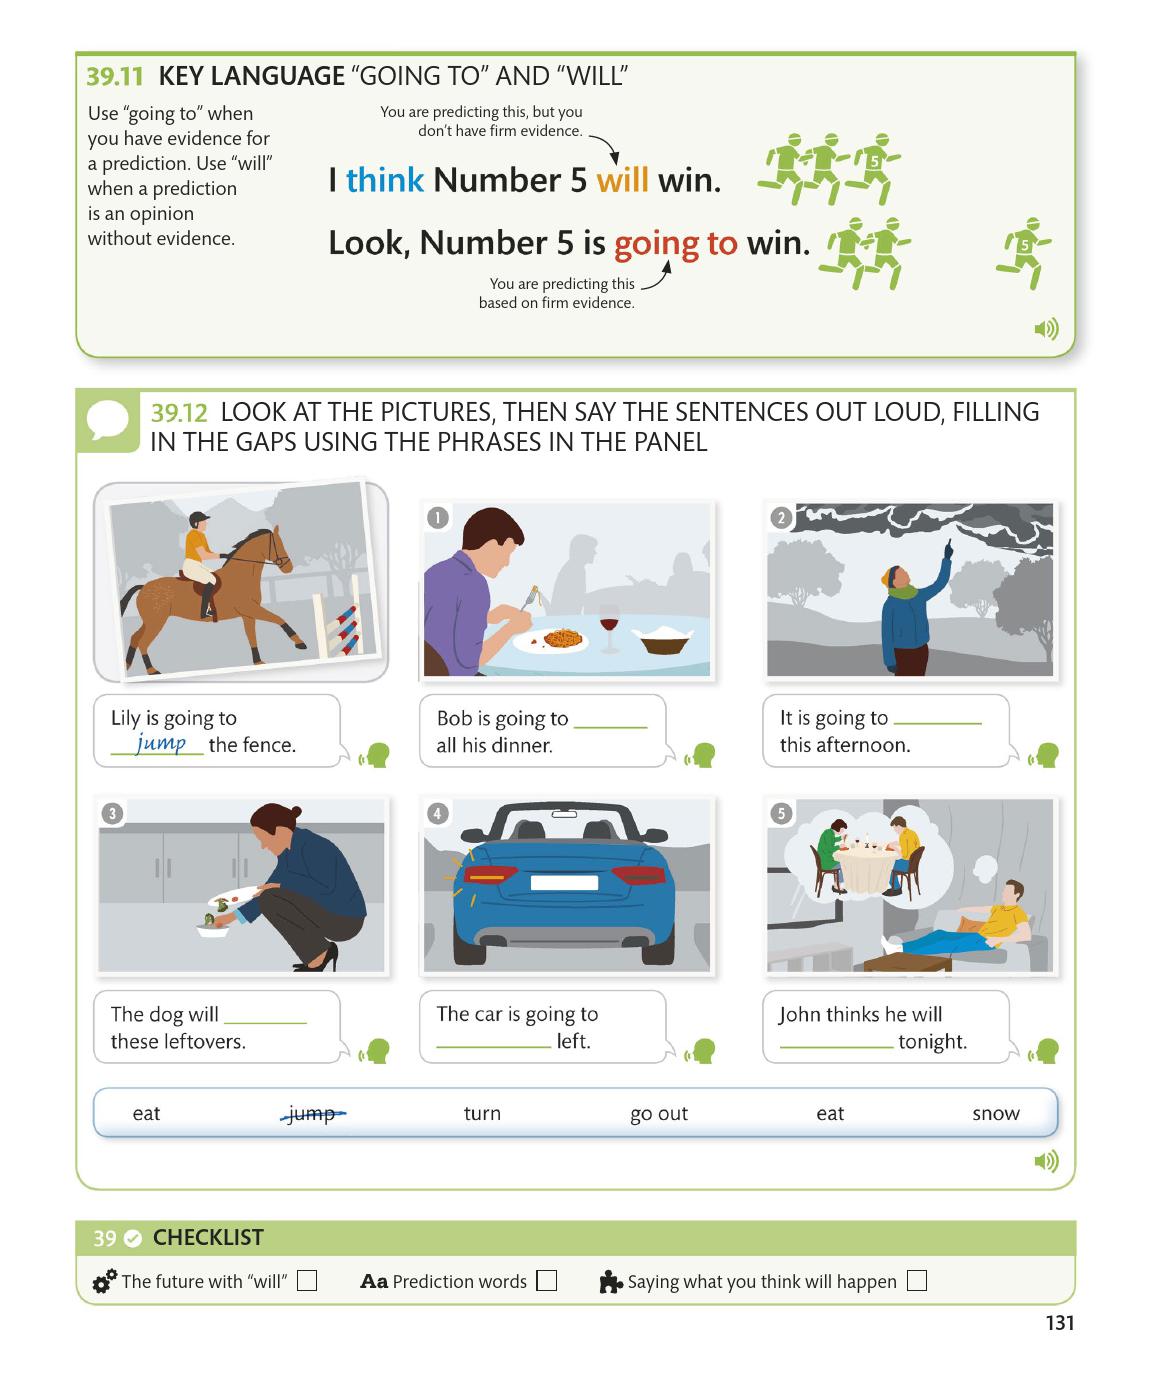 39.11 KEY LANGUAGE “GOING TO” AND “WILL”
Use “going to” when
you have evidence for
a prediction. Use “will”
when a prediction
is an opinion
without evidence.
You are predicting this, but you
don’t have firm evidence.
I think Number 5 will win.
5
Look, Number 5 is going to win.
5
You are predicting this
based on firm evidence.
39.12 LOOK AT THE PICTURES, THEN SAY THE SENTENCES OUT LOUD, FILLING
IN THE GAPS USING THE PHRASES IN THE PANEL
Lily is going to
jump the fence.
1
Bob is going to ________
all his dinner.
2
It is going to ________
this afternoon.
3
The dog will ________
these leftovers.
4
The car is going to
________ left.
5
John thinks he will
________ tonight.
eat jump turn go out eat snow
39 CHECKLIST
The future with “will” Aa Prediction words Saying what you think will happen
131